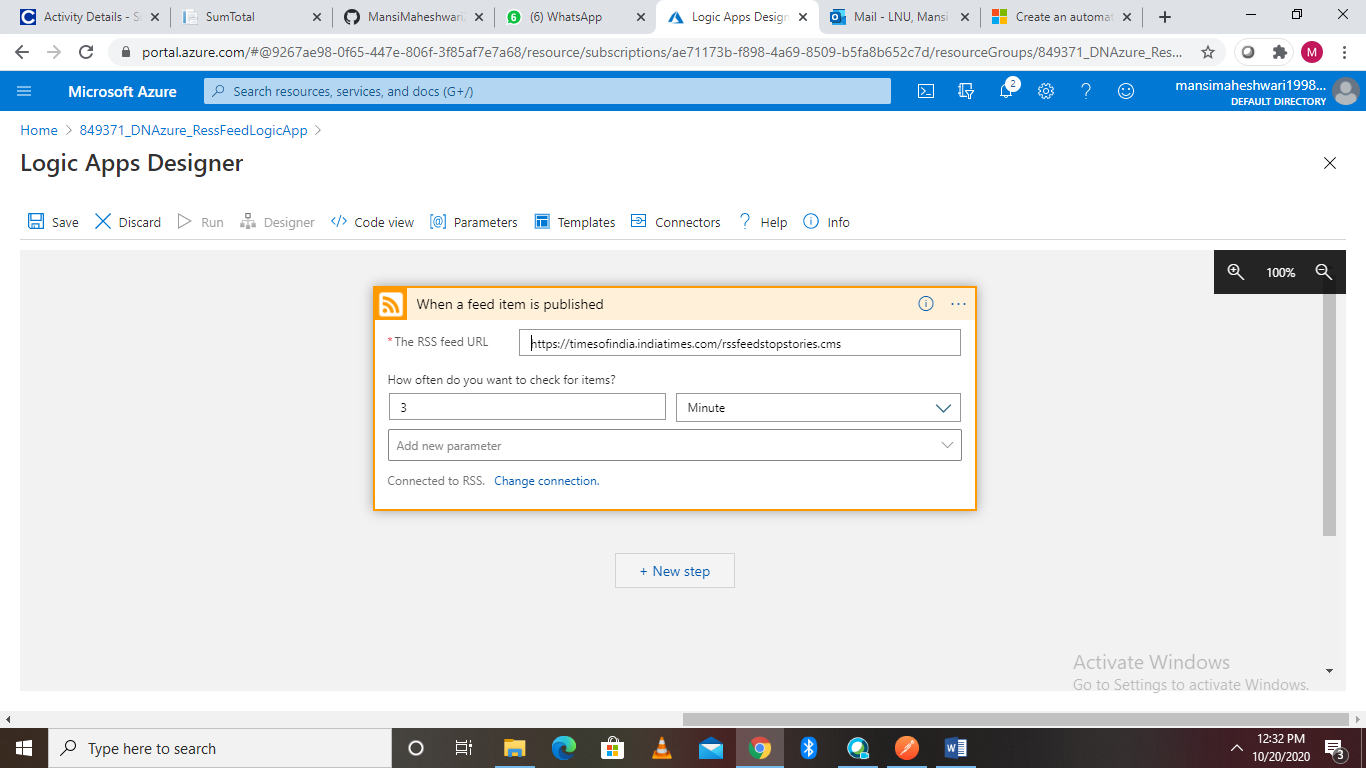 Activity Details - S
SumTotal
MansiMaheshwari
(6) WhatsApp
Logic Apps Design
Mail - LNU, Mansi
Create an automat
portal.azure.com/#@9267ae98-0f65-447e-806f-3f85af7e7a68/resource/subscriptions/ae71173b-f898-4a69-8509-b5fa8b652c7d/resourceGroups/849371_DNAzure_Res...
M
Microsoft Azure
Search resources, services, and docs (G+/)
2
mansimaheshwari1998...
DEFAULT DIRECTORY
Home > 849371_DNAzure_RessFeedLogicApp >
Logic Apps Designer
Save Discard Run Designer Code view Parameters Templates Connectors Help Info
100%
When a feed item is published
* The RSS feed URL
https://timesofindia.indiatimes.com/rssfeedstopstories.cms
How often do you want to check for items?
3
Minute
Add new parameter
Connected to RSS. Change connection.
+ New step
Activate Windows
Go to Settings to activate Windows.
Type here to search
12:32 PM
10/20/2020
3